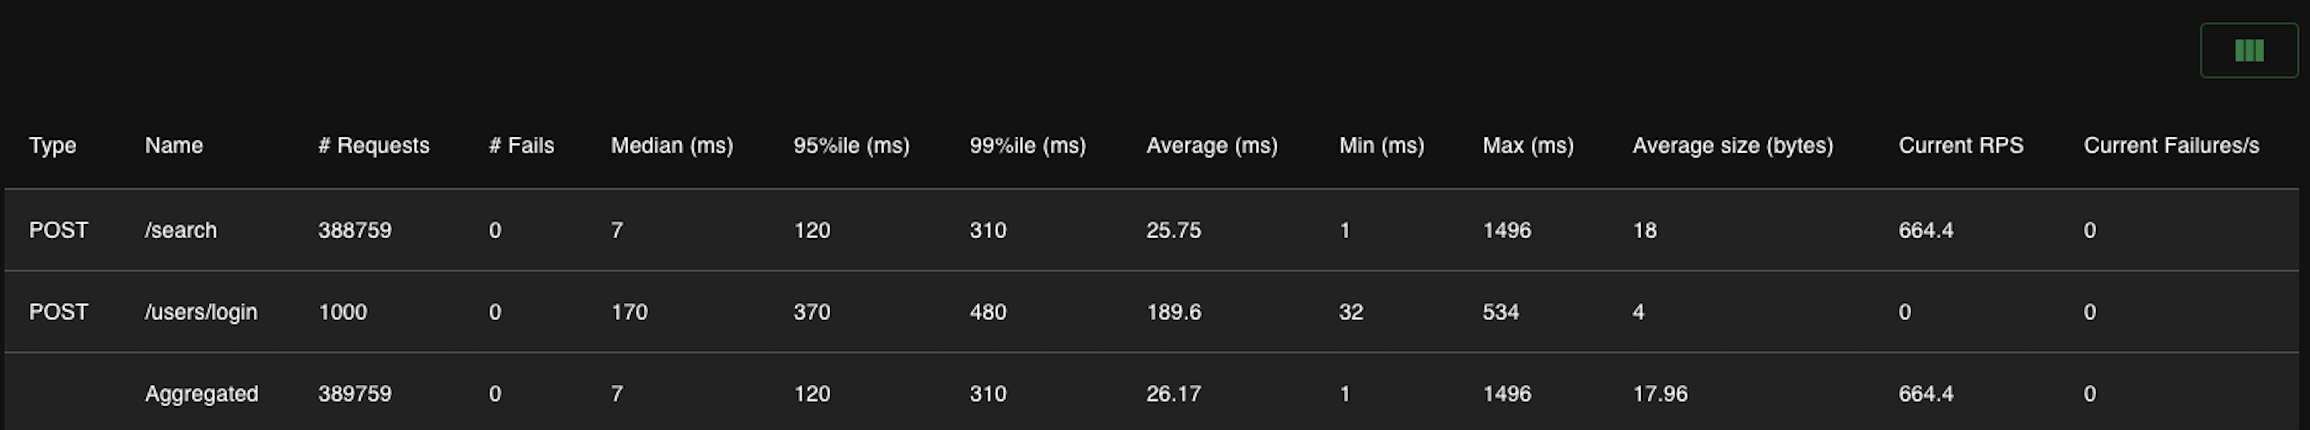 Type Name # Requests # Fails Median (ms) 95%ile (ms) 99%ile (ms) Average (ms) Min (ms) Max (ms) Average size (bytes) Current RPS Current Failures/s
POST /search 388759 0 7 120 310 25.75 1 1496 18 664.4 0
POST /users/login 1000 0 170 370 480 189.6 32 534 4 0 0
Aggregated 389759 0 7 120 310 26.17 1 1496 17.96 664.4 0